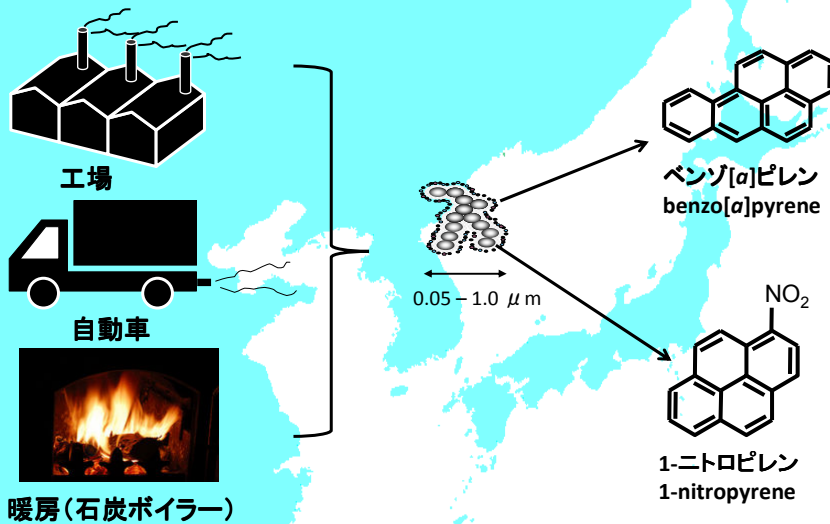 工場
自動車
暖房(石炭ボイラー)
0.05 – 1.0 μm
ベンゾ[a]ピレン
benzo[a]pyrene
NO₂
1-ニトロピレン
1-nitropyrene